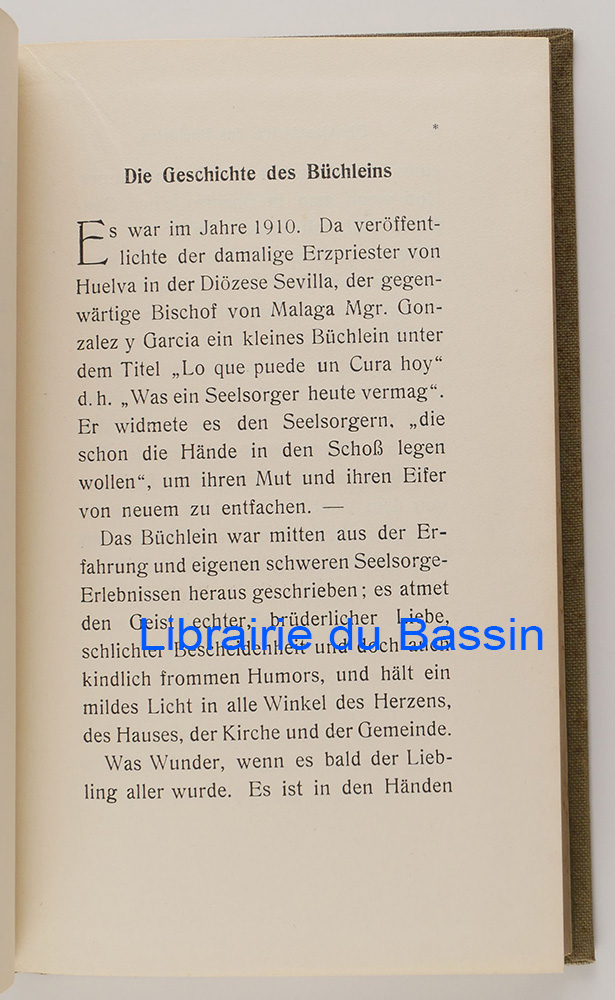 *
Die Geschichte des Büchleins
Es war im Jahre 1910. Da veröffent-
lichte der damalige Erzpriester von
Huelva in der Diözese Sevilla, der gegen-
wärtige Bischof von Malaga Mgr. Gon-
zalez y Garcia ein kleines Büchlein unter
dem Titel „Lo que puede un Cura hoy“
d. h. „Was ein Seelsorger heute vermag“.
Er widmete es den Seelsorgern, „die
schon die Hände in den Schoß legen
wollen“, um ihren Mut und ihren Eifer
von neuem zu entfachen. —
Das Büchlein war mitten aus der Er-
fahrung und eigenen schweren Seelsorge-
Erlebnissen heraus geschrieben; es atmet
den Geist echter, brüderlicher Liebe,
Librairie du Bassin
schlichter Bescheidenheit und doch auch
kindlich frommen Humors, und hält ein
mildes Licht in alle Winkel des Herzens,
des Hauses, der Kirche und der Gemeinde.
Was Wunder, wenn es bald der Lieb-
ling aller wurde. Es ist in den Händen